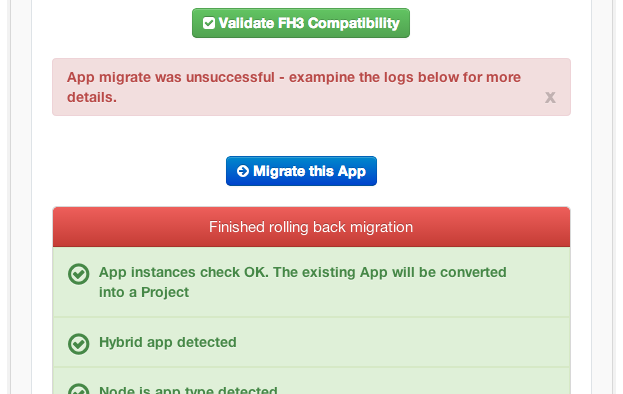 Validate FH3 Compatibility
App migrate was unsuccessful - exampine the logs below for more
details.
x
Migrate this App
Finished rolling back migration
App instances check OK. The existing App will be converted
into a Project
Hybrid app detected
Node.js app type detected